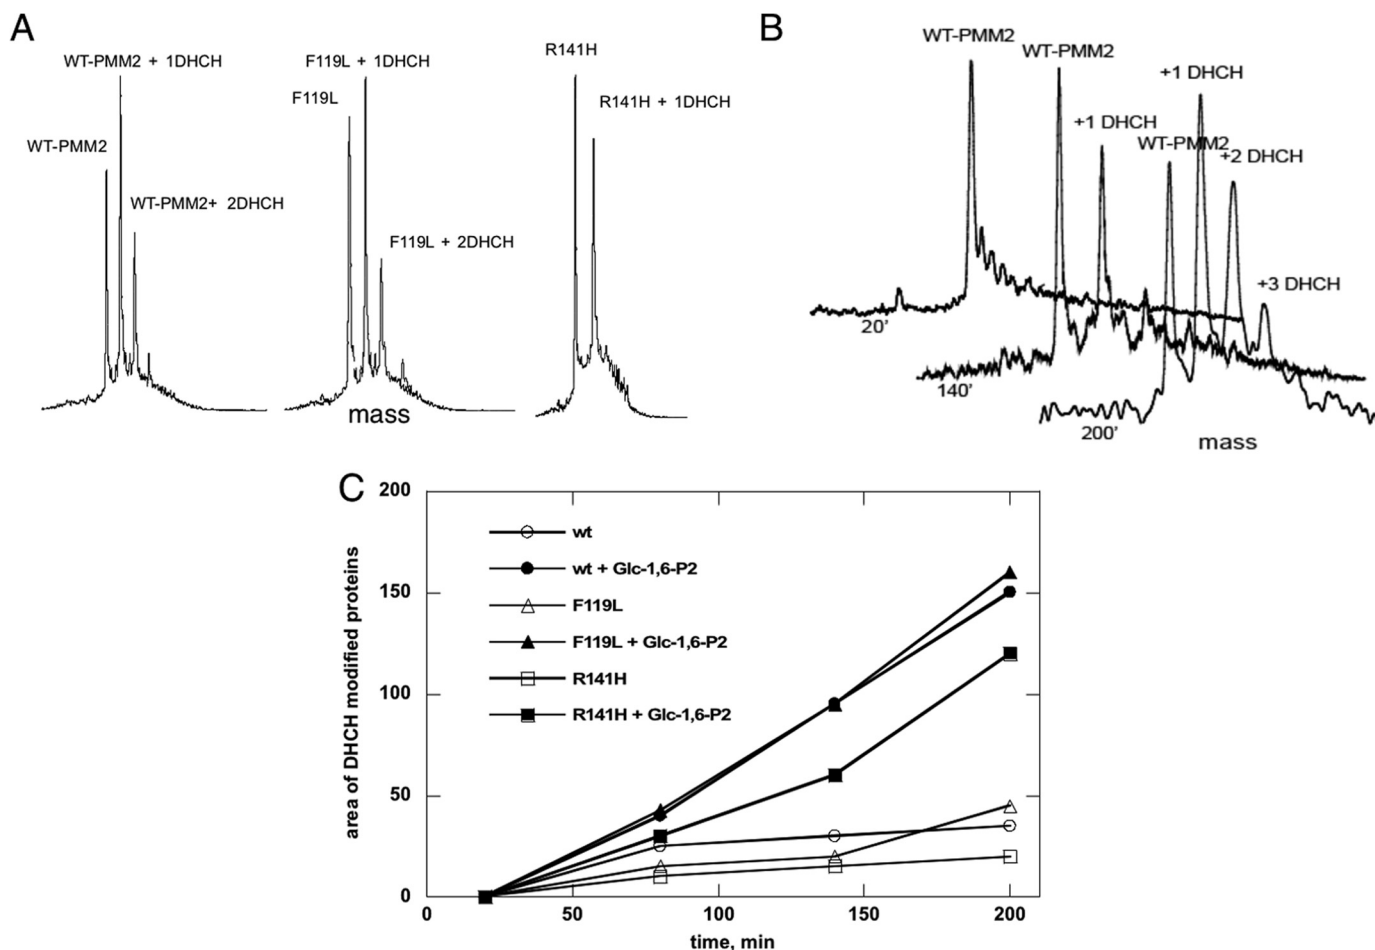 A
WT-PMM2 + 1DHCH
WT-PMM2
WT-PMM2+ 2DHCH
F119L + 1DHCH
F119L
F119L + 2DHCH
mass
R141H
R141H + 1DHCH
B
WT-PMM2
WT-PMM2
+1 DHCH
+1 DHCH
WT-PMM2
+2 DHCH
+3 DHCH
20'
140'
200'
mass
C
area of DHCH modified proteins
200
150
100
50
0
wt
wt + Glc-1,6-P2
F119L
F119L + Glc-1,6-P2
R141H
R141H + Glc-1,6-P2
0
50
100
150
200
time, min